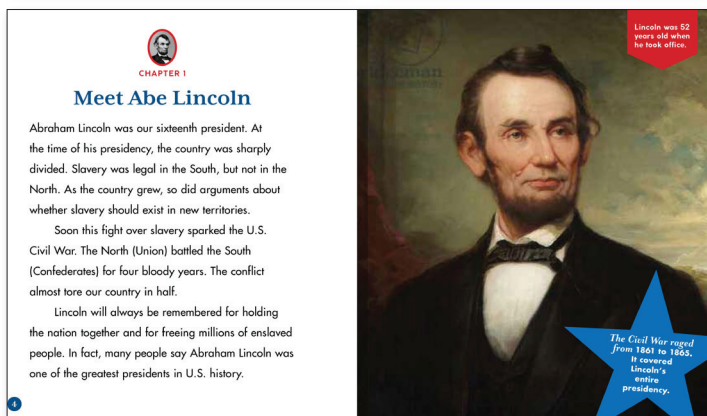 CHAPTER 1
Meet Abe Lincoln
Abraham Lincoln was our sixteenth president. At
the time of his presidency, the country was sharply
divided. Slavery was legal in the South, but not in the
North. As the country grew, so did arguments about
whether slavery should exist in new territories.
Soon this fight over slavery sparked the U.S.
Civil War. The North (Union) battled the South
(Confederates) for four bloody years. The conflict
almost tore our country in half.
Lincoln will always be remembered for holding
the nation together and for freeing millions of enslaved
people. In fact, many people say Abraham Lincoln was
one of the greatest presidents in U.S. history.
4
Lincoln was 52
years old when
he took office.
The Civil War raged
from 1861 to 1865.
It covered
Lincoln's
entire
presidency.